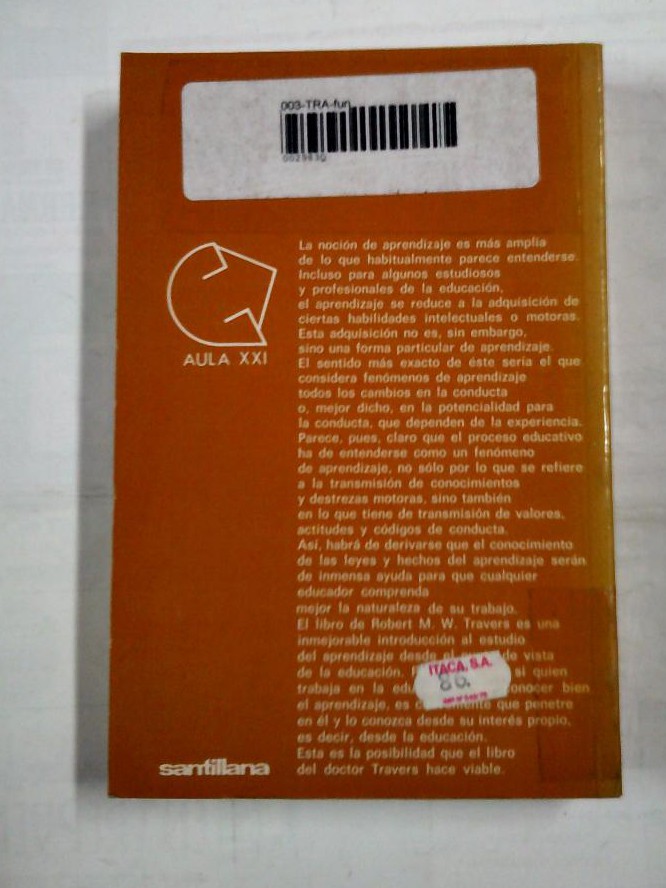 003-TRA-fun
0029830
La noción de aprendizaje es más amplia
de lo que habitualmente parece entenderse.
Incluso para algunos estudiosos
y profesionales de la educación,
el aprendizaje se reduce a la adquisición de
ciertas habilidades intelectuales o motoras.
Esta adquisición no es, sin embargo,
sino una forma particular de aprendizaje.
El sentido más exacto de éste sería el que
considera fenómenos de aprendizaje
todos los cambios en la conducta
o, mejor dicho, en la potencialidad para
la conducta, que dependen de la experiencia.
Parece, pues, claro que el proceso educativo
ha de entenderse como un fenómeno
de aprendizaje, no sólo por lo que se refiere
a la transmisión de conocimientos
y destrezas motoras, sino también
en lo que tiene de transmisión de valores,
actitudes y códigos de conducta.
Así, habrá de derivarse que el conocimiento
de las leyes y hechos del aprendizaje serán
de inmensa ayuda para que cualquier
educador comprenda
mejor la naturaleza de su trabajo.
El libro de Robert M. W. Travers es una
inmejorable introducción al estudio
del aprendizaje desde el de vista
de la educación. si quien
trabaja en la edu onocer bien
el aprendizaje, es c ente que penetre
en él y lo conozca desde su interés propio,
es decir, desde la educación.
Esta es la posibilidad que el libro
del doctor Travers hace viable.
AULA XXI
ITACA, S.A.
80.
santillana